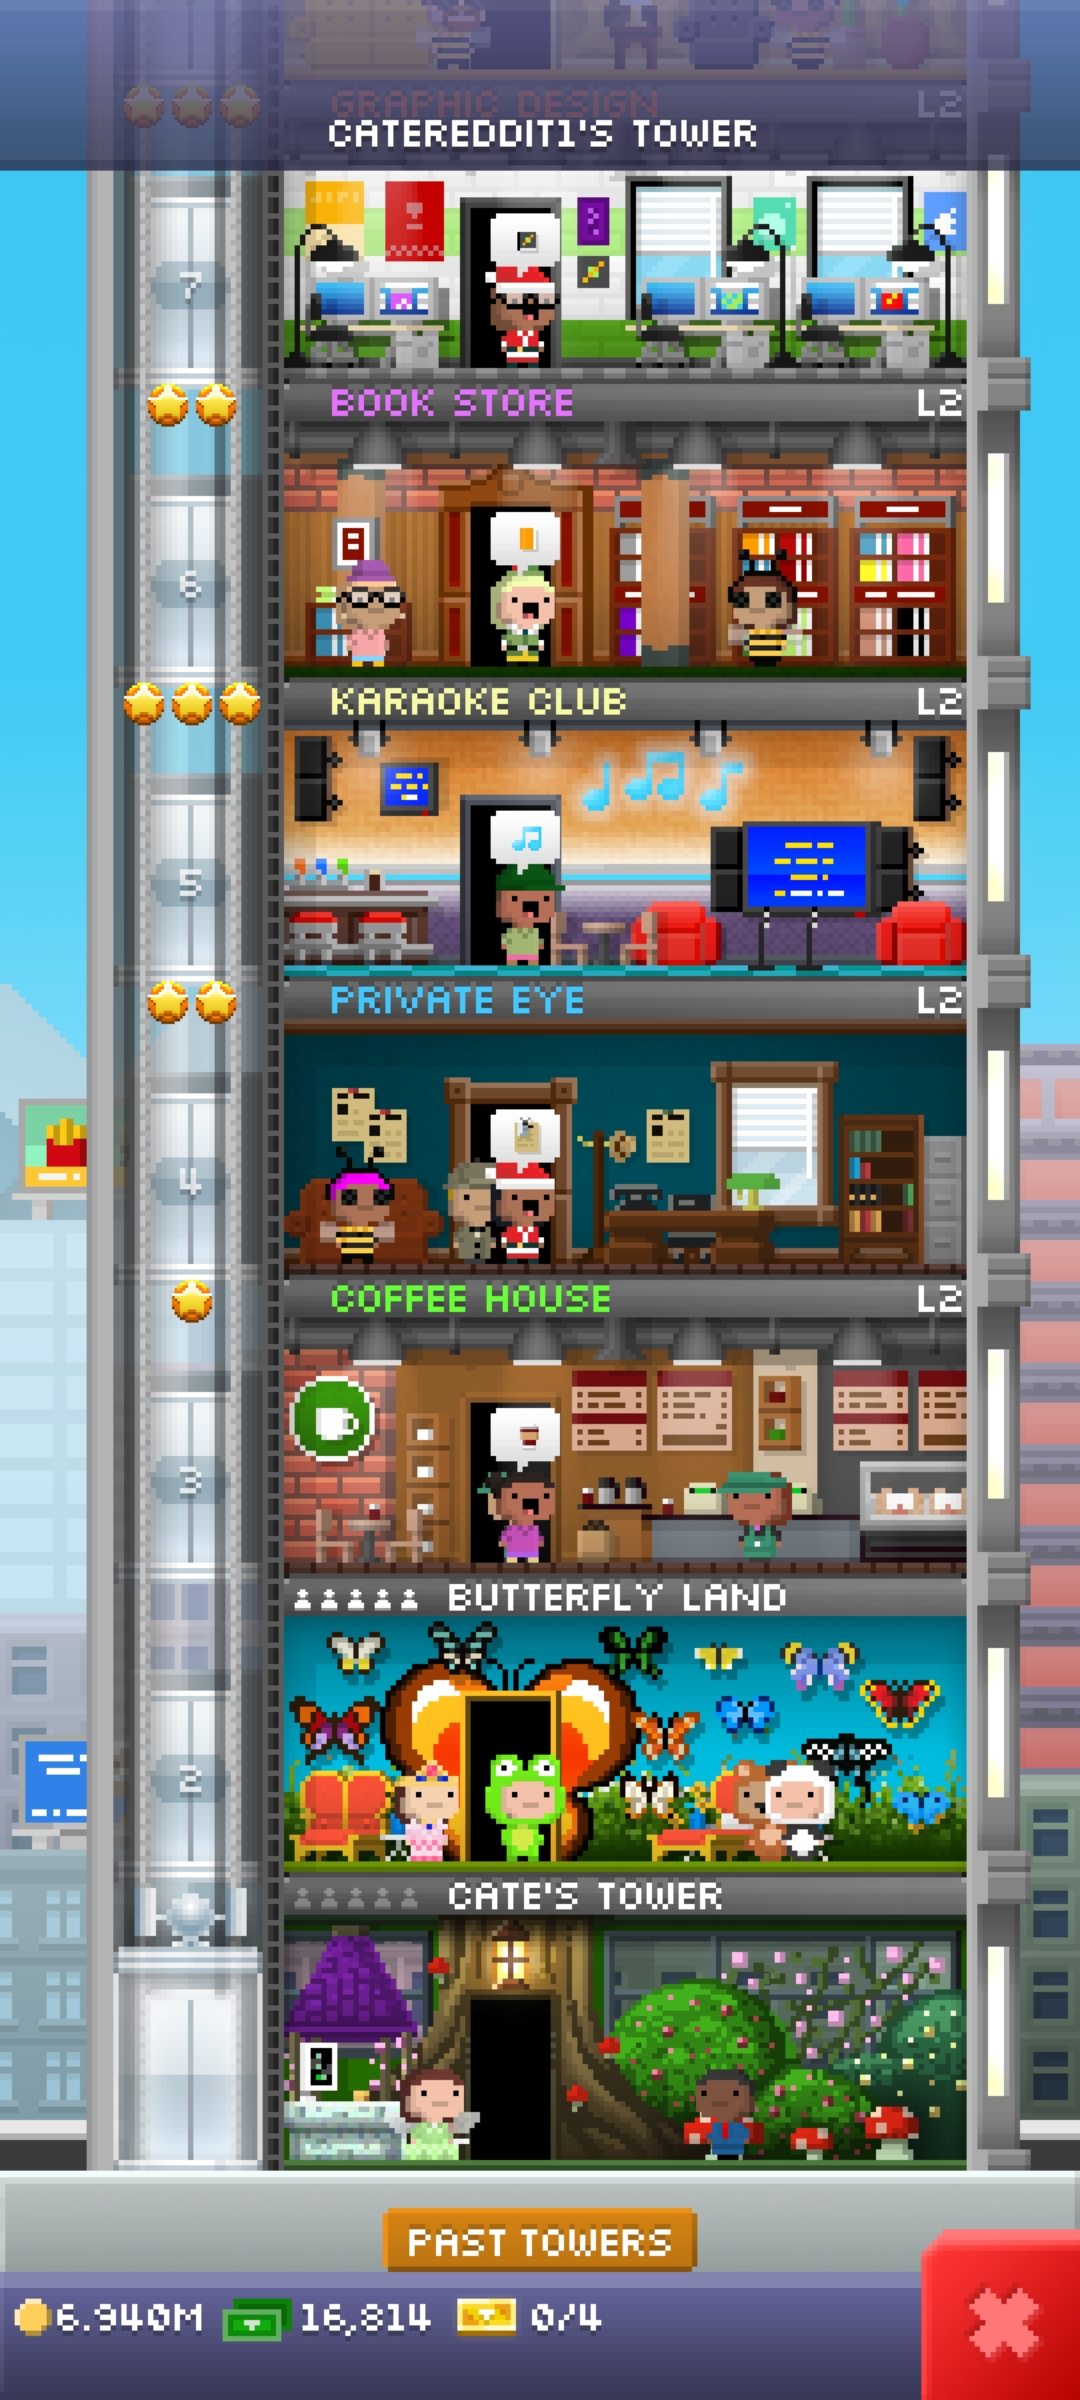 GRAPHIC DESIGN L2
CATEREDDIT1'S TOWER
7
BOOK STORE L2
6
KARAOKE CLUB L2
5
PRIVATE EYE L2
4
COFFEE HOUSE L2
3
BUTTERFLY LAND
2
CATE'S TOWER
PAST TOWERS
6.940M 16,814 0/4